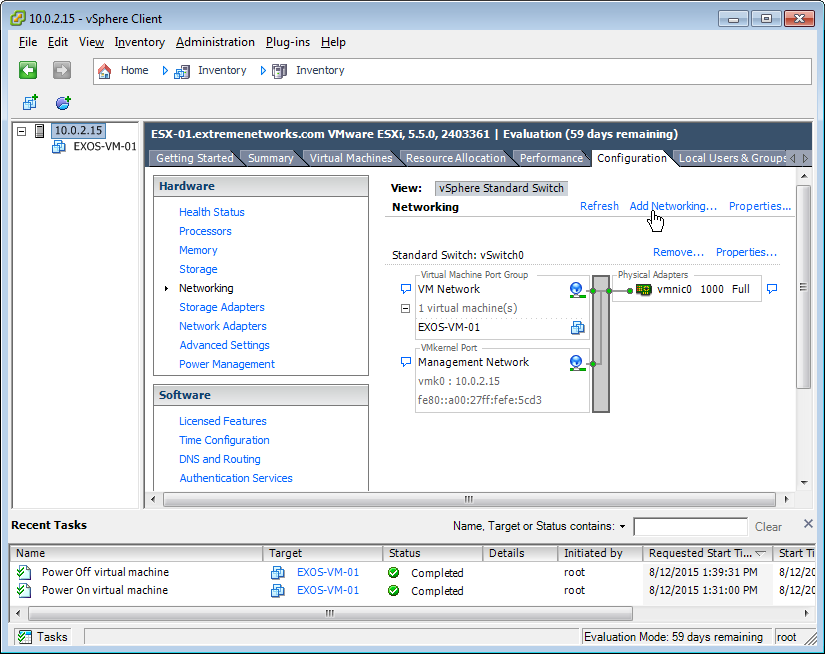 10.0.2.15 - vSphere Client
File Edit View Inventory Administration Plug-ins Help
Home Inventory Inventory
10.0.2.15
EXOS-VM-01
ESX-01.extremenetworks.com VMware ESXi, 5.5.0, 2403361 | Evaluation (59 days remaining)
Getting Started Summary Virtual Machines Resource Allocation Performance Configuration Local Users & Groups
Hardware
Health Status
Processors
Memory
Storage
Networking
Storage Adapters
Network Adapters
Advanced Settings
Power Management
Software
Licensed Features
Time Configuration
DNS and Routing
Authentication Services
View: vSphere Standard Switch
Networking Refresh Add Networking... Properties...
Standard Switch: vSwitch0 Remove... Properties...
Virtual Machine Port Group
VM Network
1 virtual machine(s)
EXOS-VM-01
VMkernel Port
Management Network
vmk0 : 10.0.2.15
fe80::a00:27ff:fefe:5cd3
Physical Adapters
vmnic0 1000 Full
Recent Tasks
Name, Target or Status contains: Clear
Name Target Status Details Initiated by Requested Start Ti... Start Ti
Power Off virtual machine EXOS-VM-01 Completed root 8/12/2015 1:39:31 PM 8/12/20
Power On virtual machine EXOS-VM-01 Completed root 8/12/2015 1:31:00 PM 8/12/20
Tasks Evaluation Mode: 59 days remaining root